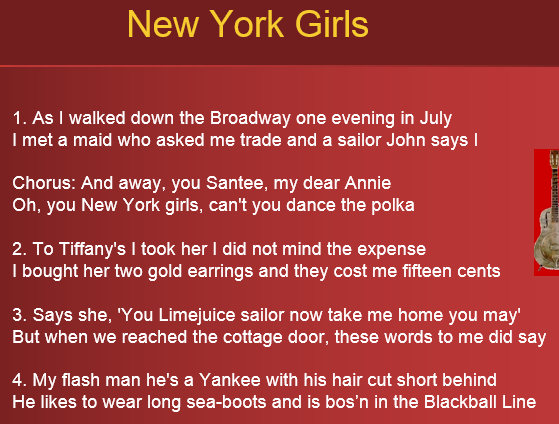 New York Girls
1. As I walked down the Broadway one evening in July
I met a maid who asked me trade and a sailor John says I
Chorus: And away, you Santee, my dear Annie
Oh, you New York girls, can't you dance the polka
2. To Tiffany's I took her I did not mind the expense
I bought her two gold earrings and they cost me fifteen cents
3. Says she, 'You Limejuice sailor now take me home you may'
But when we reached the cottage door, these words to me did say
4. My flash man he's a Yankee with his hair cut short behind
He likes to wear long sea-boots and is bos’n in the Blackball Line